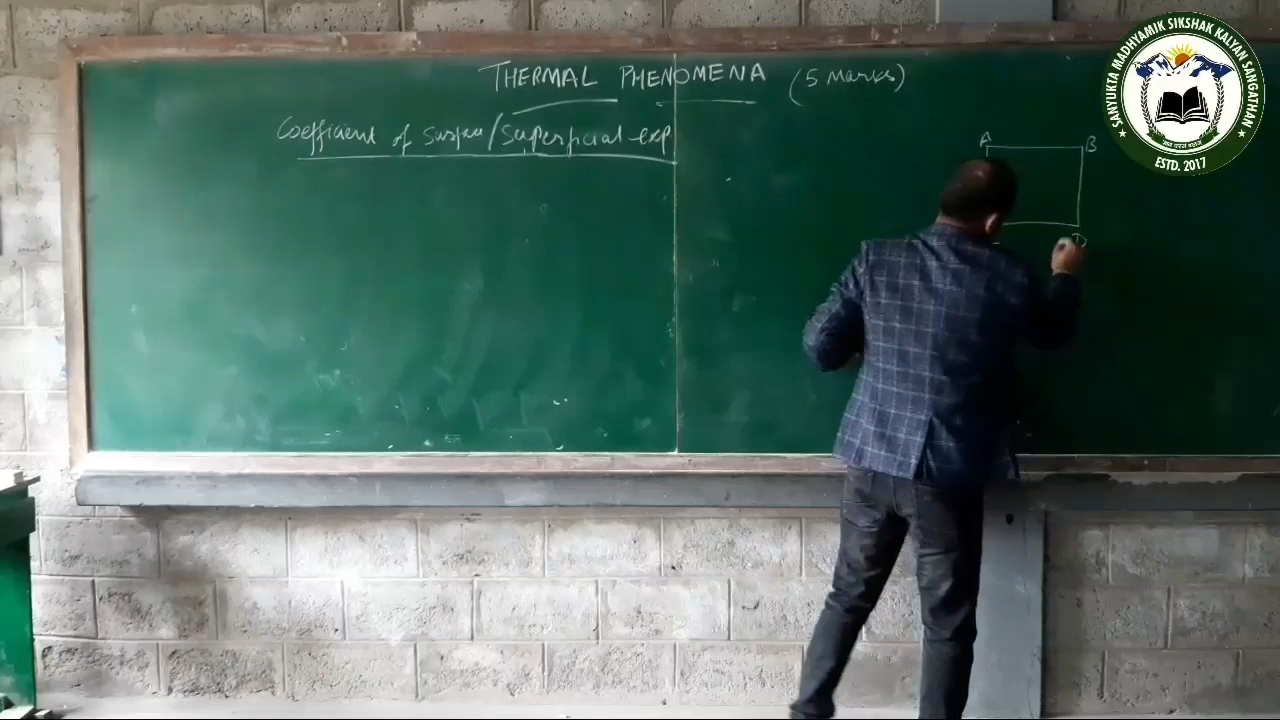 THERMAL PHENOMENA (5 Marks)
Coefficient of Surface/Superficial exp
A B
D
SANYUKTA MADHYAMIK SIKSHAK KALYAN SANGATHAN
ESTD. 2017